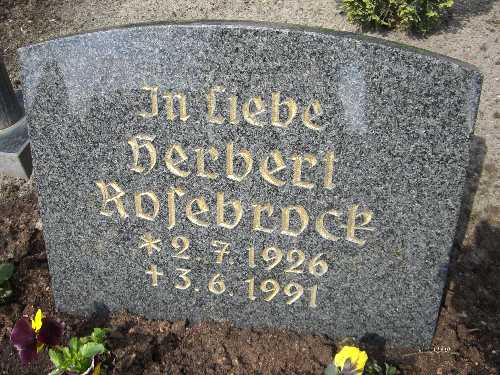 In Liebe
Herbert
Rosebrock
* 2. 7. 1926
† 3. 6. 1991